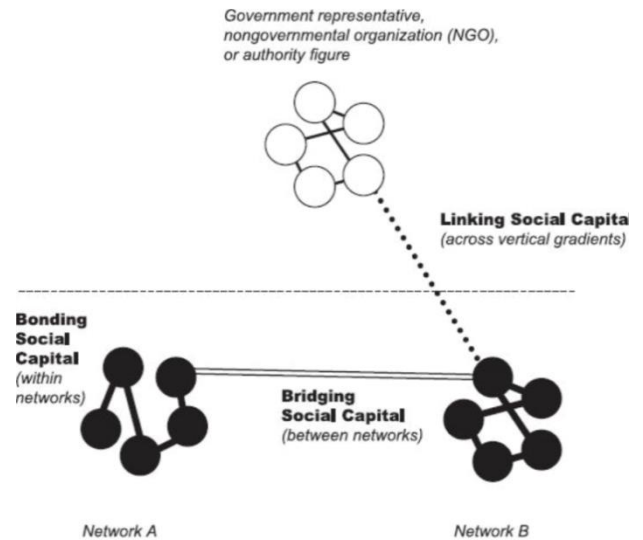 Government representative,
nongovernmental organization (NGO),
or authority figure
Linking Social Capital
(across vertical gradients)
Bonding
Social
Capital
(within
networks)
Bridging
Social Capital
(between networks)
Network A
Network B